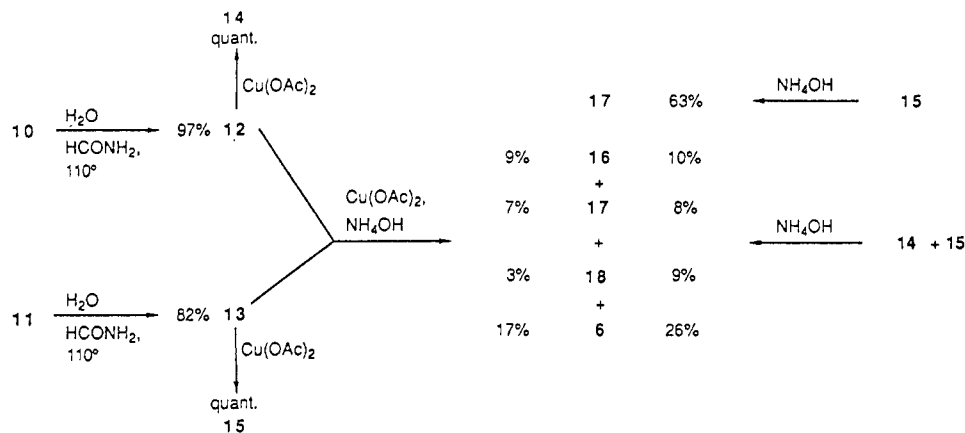 14
quant.
Cu(OAc)₂
10
H₂O
HCONH₂,
110°
97% 12
17 63%
NH₄OH
15
9% 16 10%
+
7% 17 8%
+
3% 18 9%
+
17% 6 26%
Cu(OAc)₂,
NH₄OH
NH₄OH
14 + 15
11
H₂O
HCONH₂,
110°
82% 13
Cu(OAc)₂
quant.
15